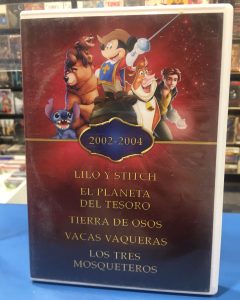 2002-2004
LILO Y STITCH
EL PLANETA
DEL TESORO
TIERRA DE OSOS
VACAS VAQUERAS
LOS TRES
MOSQUETEROS